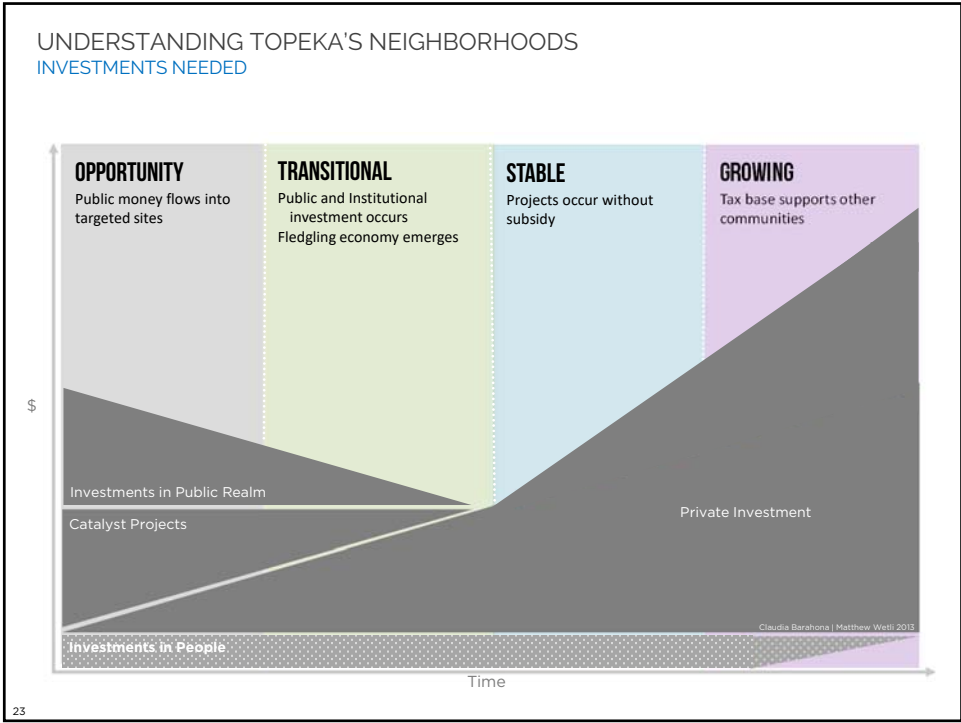 UNDERSTANDING TOPEKA'S NEIGHBORHOODS
INVESTMENTS NEEDED
OPPORTUNITY
Public money flows into
targeted sites
TRANSITIONAL
Public and Institutional
investment occurs
Fledgling economy emerges
STABLE
Projects occur without
subsidy
GROWING
Tax base supports other
communities
$
Investments in Public Realm
Catalyst Projects
Private Investment
Claudia Barahona | Matthew Wetli 2013
Investments in People
Time
23